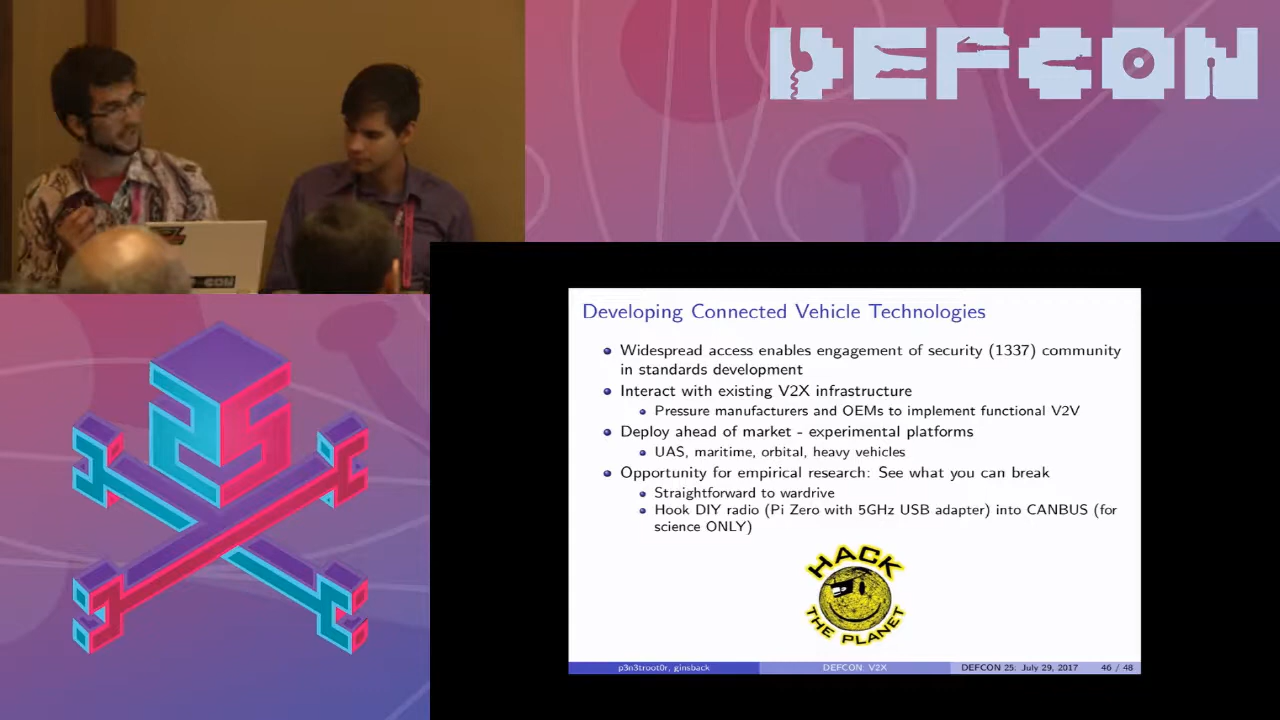 DEFCON
Developing Connected Vehicle Technologies
Widespread access enables engagement of security (1337) community
in standards development
Interact with existing V2X infrastructure
Pressure manufacturers and OEMs to implement functional V2V
Deploy ahead of market - experimental platforms
UAS, maritime, orbital, heavy vehicles
Opportunity for empirical research: See what you can break
Straightforward to wardrive
Hook DIY radio (Pi Zero with 5GHz USB adapter) into CANBUS (for
science ONLY)
HACK
THE PLANET
p3n3troot0r, ginsback
DEFCON: V2X
DEFCON 25: July 29, 2017
46 / 48